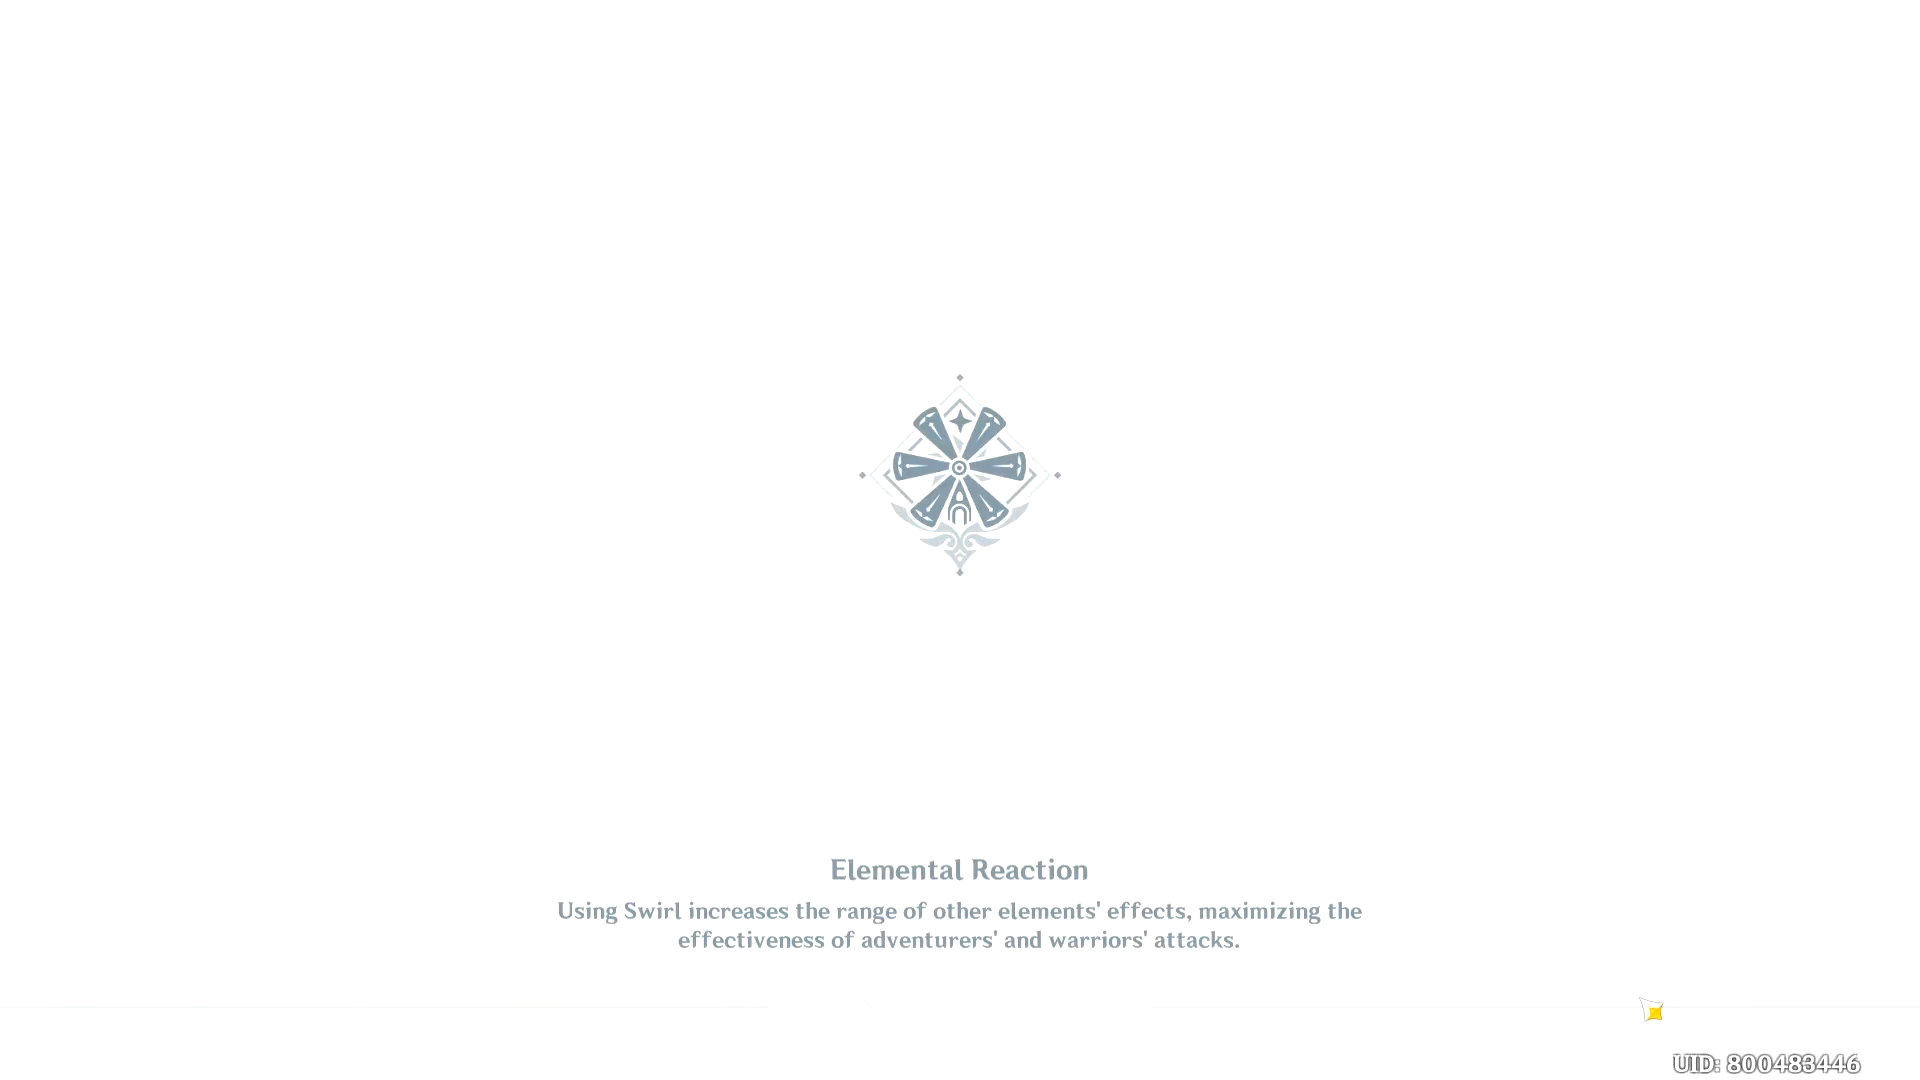 Elemental Reaction
Using Swirl increases the range of other elements' effects, maximizing the
effectiveness of adventurers' and warriors' attacks.
UID: 800483446